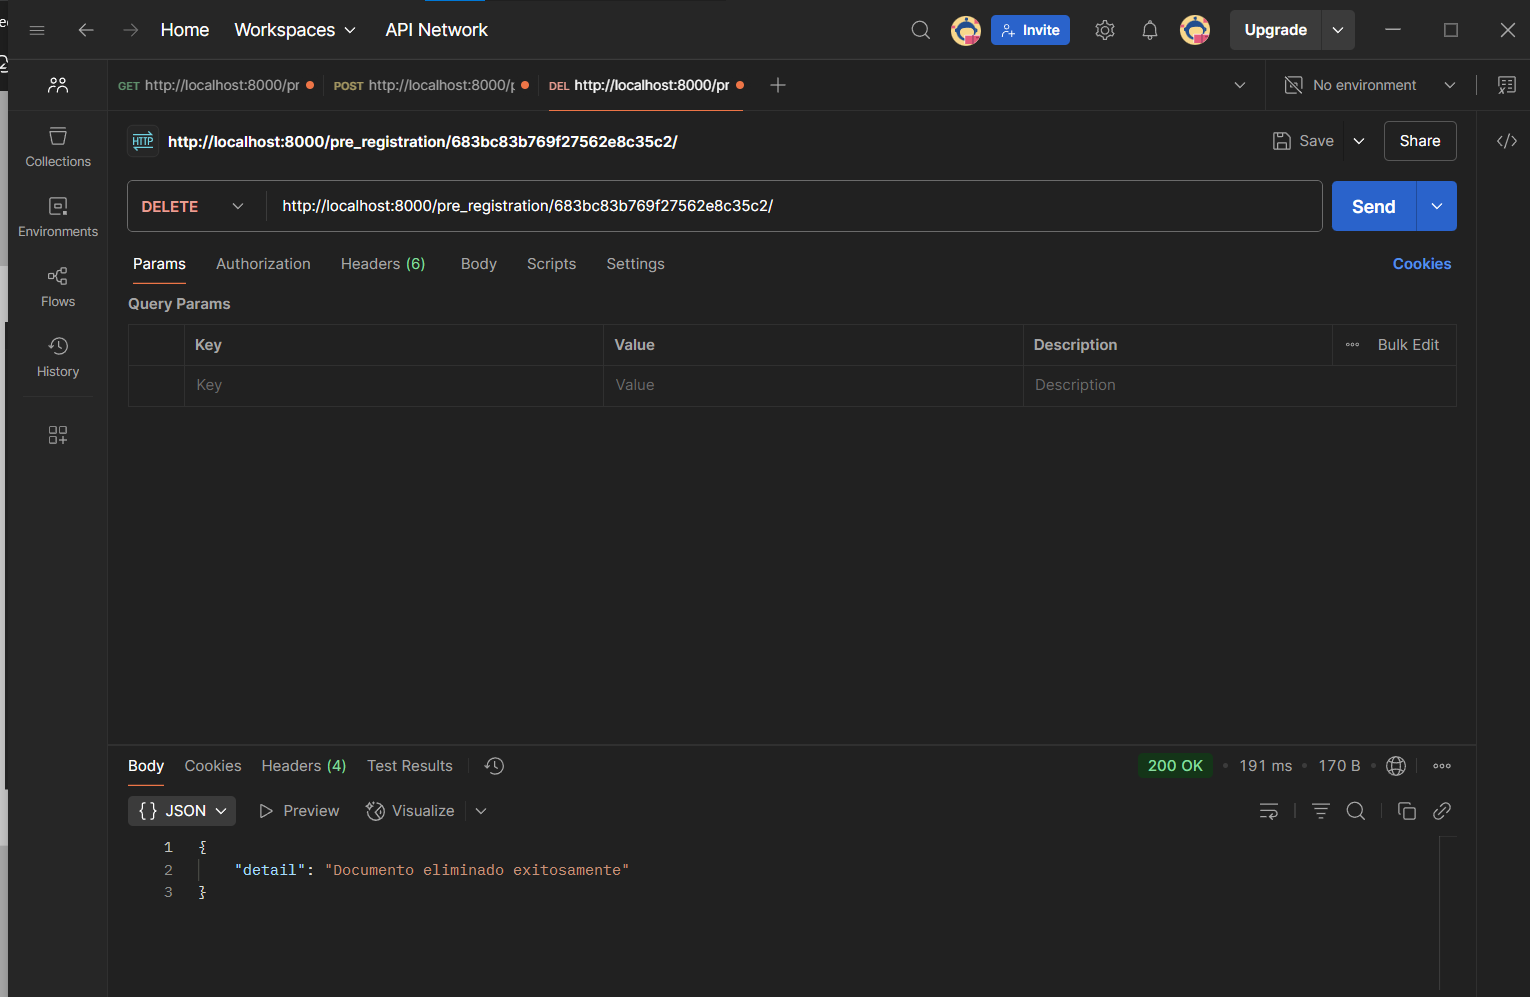 Home Workspaces API Network Invite Upgrade
GET http://localhost:8000/pr POST http://localhost:8000/p DEL http://localhost:8000/pr No environment
HTTP http://localhost:8000/pre_registration/683bc83b769f27562e8c35c2/ Save Share
Collections
DELETE http://localhost:8000/pre_registration/683bc83b769f27562e8c35c2/ Send
Environments
Params Authorization Headers (6) Body Scripts Settings Cookies
Flows
Query Params
Key Value Description Bulk Edit
History
Key Value Description
Body Cookies Headers (4) Test Results 200 OK • 191 ms • 170 B •
{} JSON Preview Visualize
1 {
2 "detail": "Documento eliminado exitosamente"
3 }